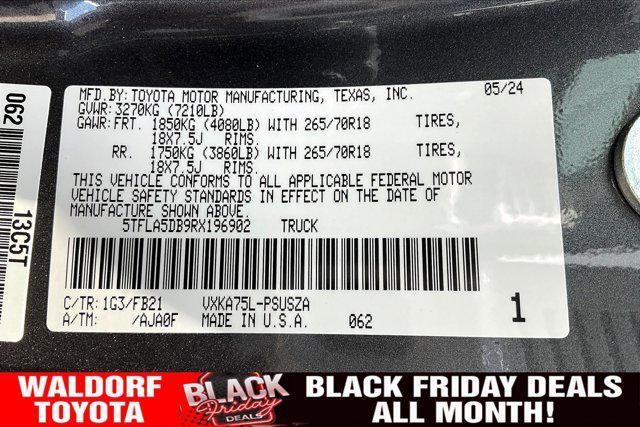 MFD.BY:TOYOTA MOTOR MANUFACTURING, TEXAS, INC. 05/24
GVWR: 3270KG (7210LB)
GAWR: FRT. 1850KG (4080LB) WITH 265/70R18 TIRES,
18X7.5J RIMS.
RR. 1750KG (3860LB) WITH 265/70R18 TIRES,
18X7.5J RIMS.
THIS VEHICLE CONFORMS TO ALL APPLICABLE FEDERAL MOTOR
VEHICLE SAFETY STANDARDS IN EFFECT ON THE DATE OF
MANUFACTURE SHOWN ABOVE.
5TFLA5DB9RX196902 TRUCK
C/TR: 1G3/FB21 VXKA75L-PSUSZA
A/TM: /AJA0F MADE IN U.S.A. 062 1
062
13C5T
WALDORF
TOYOTA
BLACK
Friday
DEALS
BLACK FRIDAY DEALS
ALL MONTH!